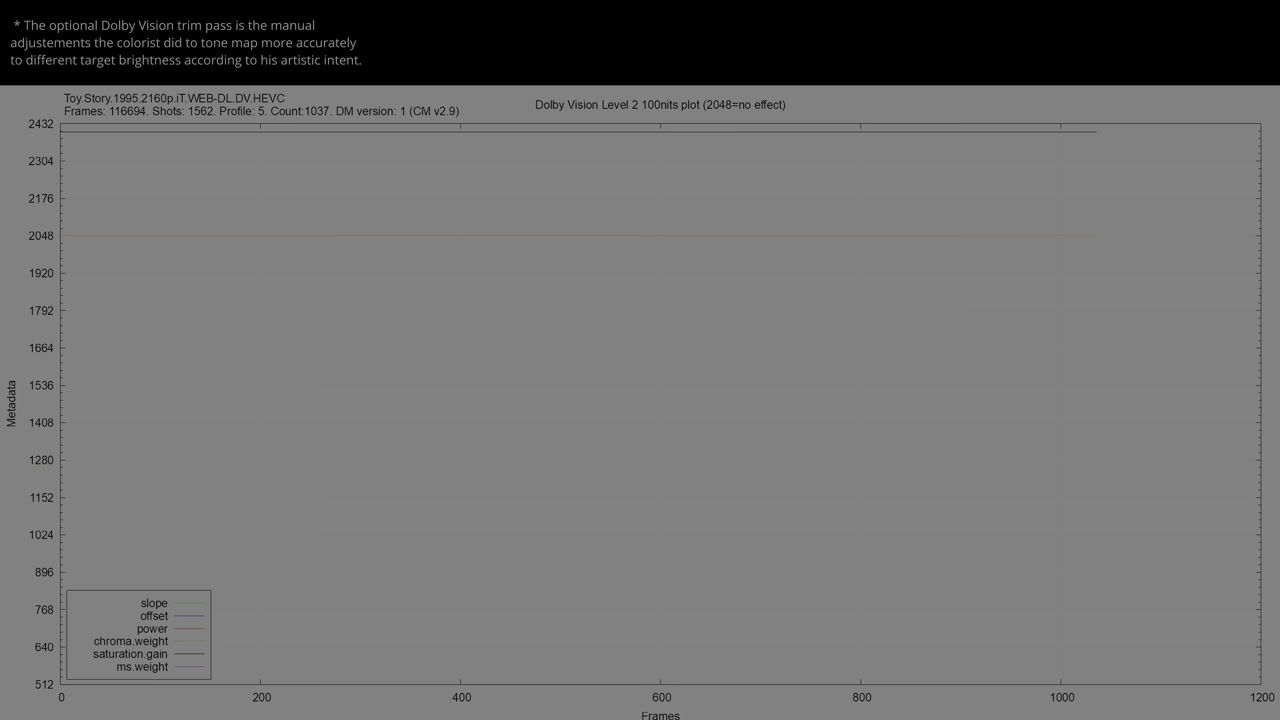 * The optional Dolby Vision trim pass is the manual
adjustements the colorist did to tone map more accurately
to different target brightness according to his artistic intent.
Toy.Story.1995.2160p.iT.WEB-DL.DV.HEVC
Frames: 116694. Shots: 1562. Profile: 5. Count:1037. DM version: 1 (CM v2.9)
Dolby Vision Level 2 100nits plot (2048=no effect)
2432
2304
2176
2048
1920
1792
1664
1536
1408
1280
1152
1024
896
768
640
512
Metadata
slope
offset
power
chroma.weight
saturation.gain
ms.weight
0 200 400 600 800 1000 1200
Frames